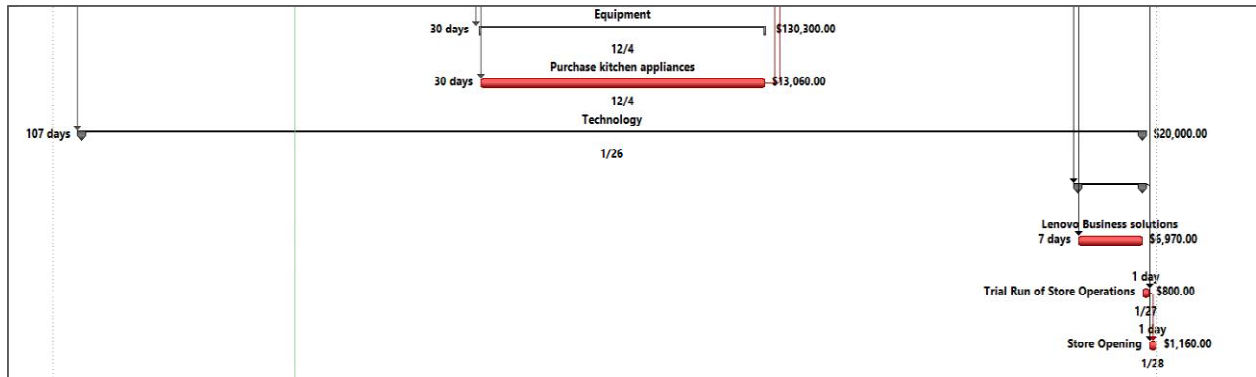 Equipment
30 days $130,300.00
12/4
Purchase kitchen appliances
30 days $13,060.00
12/4
Technology
107 days $20,000.00
1/26
Lenovo Business solutions
7 days $6,970.00
1 day
Trial Run of Store Operations $800.00
1/27
1 day
Store Opening $1,160.00
1/28